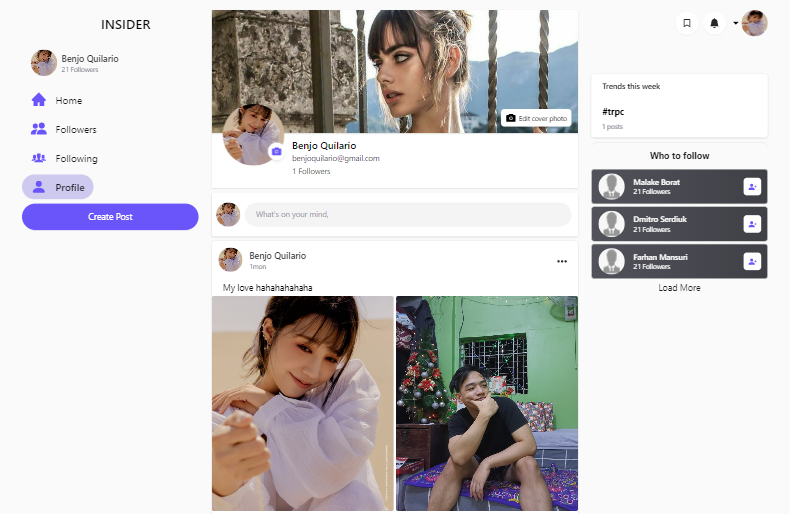 INSIDER
Benjo Quilario
21 Followers
Home
Followers
Following
Profile
Create Post
Edit cover photo
Benjo Quilario
benjoquilario@gmail.com
1 Followers
What's on your mind,
Benjo Quilario
1mon
My love hahahahahaha
Trends this week
#trpc
1 posts
Who to follow
Malake Borat
21 Followers
Dmitro Serdiuk
21 Followers
Farhan Mansuri
21 Followers
Load More